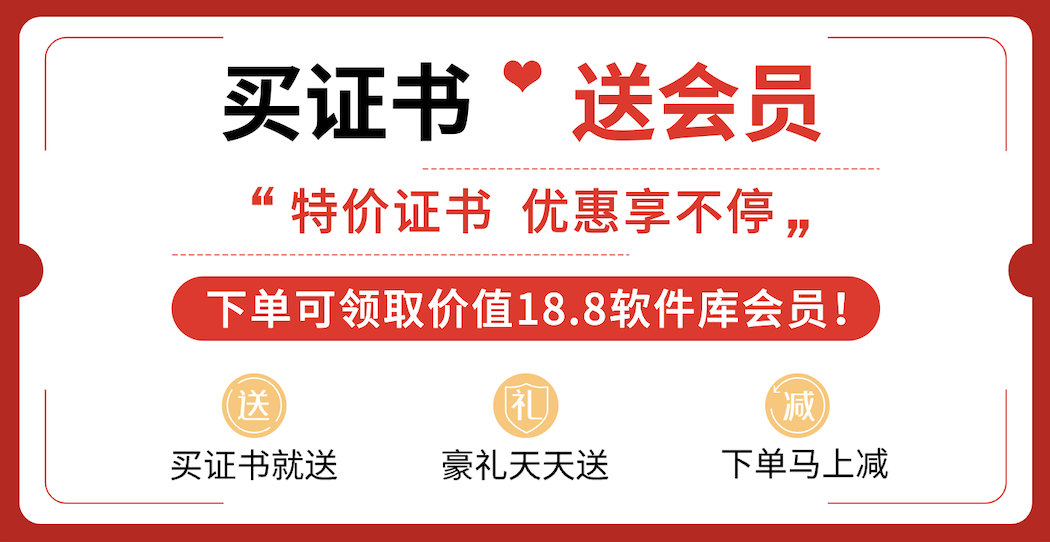 买证书 送会员
“特价证书 优惠享不停”
下单可领取价值18.8软件库会员！
送 礼 减
买证书就送 豪礼天天送 下单马上减